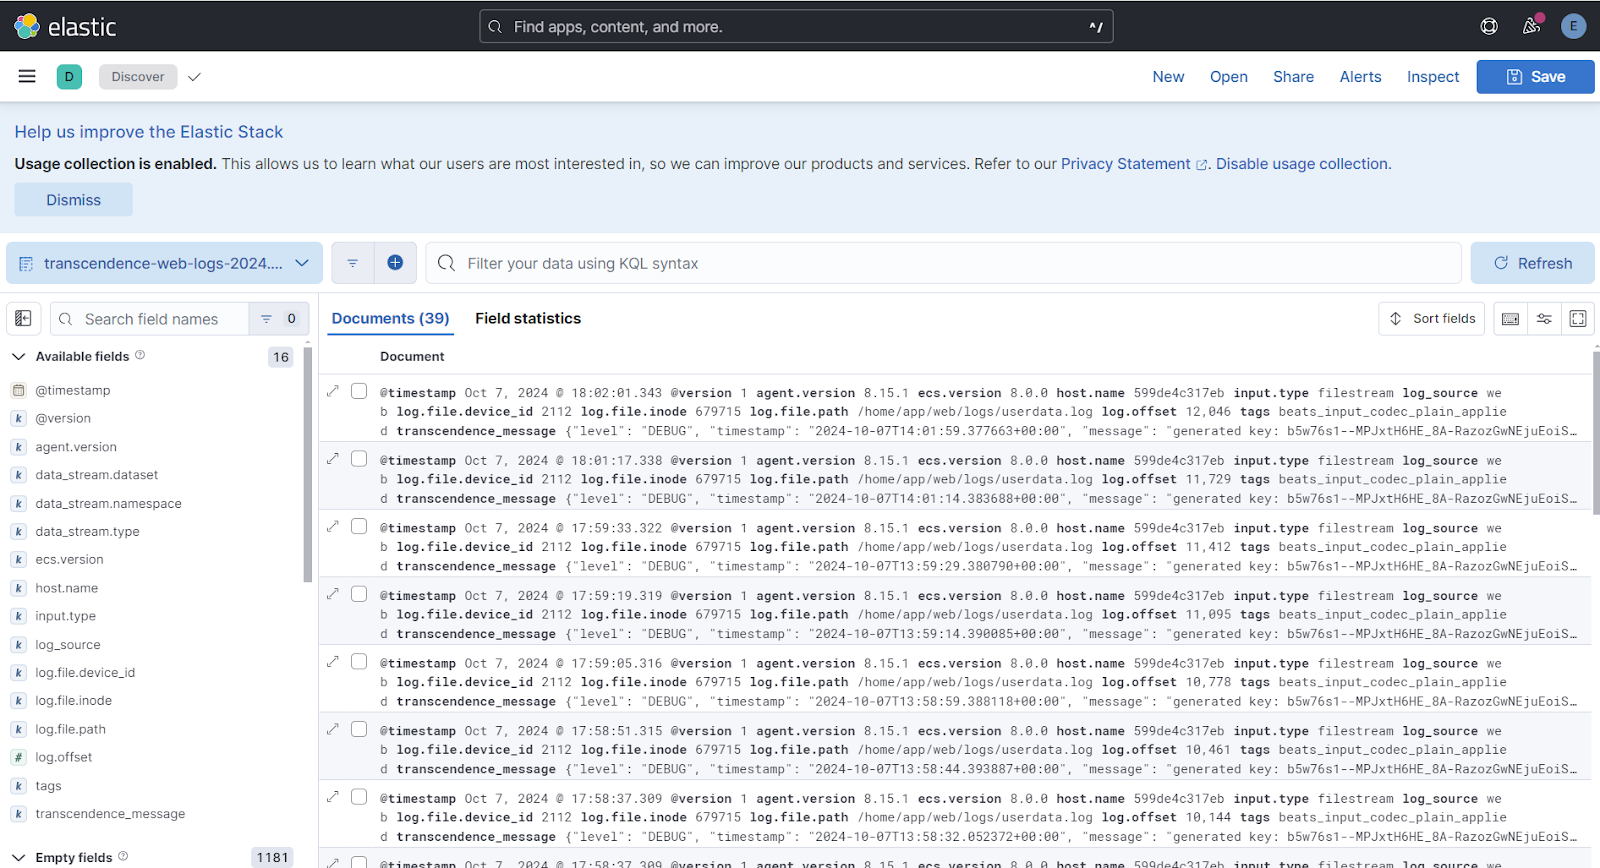 elastic
Find apps, content, and more.
^/
E
D
Discover
New
Open
Share
Alerts
Inspect
Save
Help us improve the Elastic Stack
Usage collection is enabled. This allows us to learn what our users are most interested in, so we can improve our products and services. Refer to our Privacy Statement. Disable usage collection.
Dismiss
transcendence-web-logs-2024....
Filter your data using KQL syntax
Refresh
Search field names
0
Documents (39)
Field statistics
Sort fields
Available fields
16
@timestamp
k @version
k agent.version
k data_stream.dataset
k data_stream.namespace
k data_stream.type
k ecs.version
k host.name
k input.type
k log_source
k log.file.device_id
k log.file.inode
k log.file.path
# log.offset
k tags
k transcendence_message
Empty fields
1181
Document
@timestamp Oct 7, 2024 @ 18:02:01.343 @version 1 agent.version 8.15.1 ecs.version 8.0.0 host.name 599de4c317eb input.type filestream log_source we
b log.file.device_id 2112 log.file.inode 679715 log.file.path /home/app/web/logs/userdata.log log.offset 12,046 tags beats_input_codec_plain_applie
d transcendence_message {"level": "DEBUG", "timestamp": "2024-10-07T14:01:59.377663+00:00", "message": "generated key: b5w76s1--MPJxtH6HE_8A-RazozGwNEjuEoiS…
@timestamp Oct 7, 2024 @ 18:01:17.338 @version 1 agent.version 8.15.1 ecs.version 8.0.0 host.name 599de4c317eb input.type filestream log_source we
b log.file.device_id 2112 log.file.inode 679715 log.file.path /home/app/web/logs/userdata.log log.offset 11,729 tags beats_input_codec_plain_applie
d transcendence_message {"level": "DEBUG", "timestamp": "2024-10-07T14:01:14.383688+00:00", "message": "generated key: b5w76s1--MPJxtH6HE_8A-RazozGwNEjuEoiS…
@timestamp Oct 7, 2024 @ 17:59:33.322 @version 1 agent.version 8.15.1 ecs.version 8.0.0 host.name 599de4c317eb input.type filestream log_source we
b log.file.device_id 2112 log.file.inode 679715 log.file.path /home/app/web/logs/userdata.log log.offset 11,412 tags beats_input_codec_plain_applie
d transcendence_message {"level": "DEBUG", "timestamp": "2024-10-07T13:59:29.380790+00:00", "message": "generated key: b5w76s1--MPJxtH6HE_8A-RazozGwNEjuEoiS…
@timestamp Oct 7, 2024 @ 17:59:19.319 @version 1 agent.version 8.15.1 ecs.version 8.0.0 host.name 599de4c317eb input.type filestream log_source we
b log.file.device_id 2112 log.file.inode 679715 log.file.path /home/app/web/logs/userdata.log log.offset 11,095 tags beats_input_codec_plain_applie
d transcendence_message {"level": "DEBUG", "timestamp": "2024-10-07T13:59:14.390085+00:00", "message": "generated key: b5w76s1--MPJxtH6HE_8A-RazozGwNEjuEoiS…
@timestamp Oct 7, 2024 @ 17:59:05.316 @version 1 agent.version 8.15.1 ecs.version 8.0.0 host.name 599de4c317eb input.type filestream log_source we
b log.file.device_id 2112 log.file.inode 679715 log.file.path /home/app/web/logs/userdata.log log.offset 10,778 tags beats_input_codec_plain_applie
d transcendence_message {"level": "DEBUG", "timestamp": "2024-10-07T13:58:59.388118+00:00", "message": "generated key: b5w76s1--MPJxtH6HE_8A-RazozGwNEjuEoiS…
@timestamp Oct 7, 2024 @ 17:58:51.315 @version 1 agent.version 8.15.1 ecs.version 8.0.0 host.name 599de4c317eb input.type filestream log_source we
b log.file.device_id 2112 log.file.inode 679715 log.file.path /home/app/web/logs/userdata.log log.offset 10,461 tags beats_input_codec_plain_applie
d transcendence_message {"level": "DEBUG", "timestamp": "2024-10-07T13:58:44.393887+00:00", "message": "generated key: b5w76s1--MPJxtH6HE_8A-RazozGwNEjuEoiS…
@timestamp Oct 7, 2024 @ 17:58:37.309 @version 1 agent.version 8.15.1 ecs.version 8.0.0 host.name 599de4c317eb input.type filestream log_source we
b log.file.device_id 2112 log.file.inode 679715 log.file.path /home/app/web/logs/userdata.log log.offset 10,144 tags beats_input_codec_plain_applie
d transcendence_message {"level": "DEBUG", "timestamp": "2024-10-07T13:58:32.052372+00:00", "message": "generated key: b5w76s1--MPJxtH6HE_8A-RazozGwNEjuEoiS…
@timestamp Oct 7, 2024 @ 17:58:37.309 @version 1 agent.version 8.15.1 ecs.version 8.0.0 host.name 599de4c317eb input.type filestream log_source we